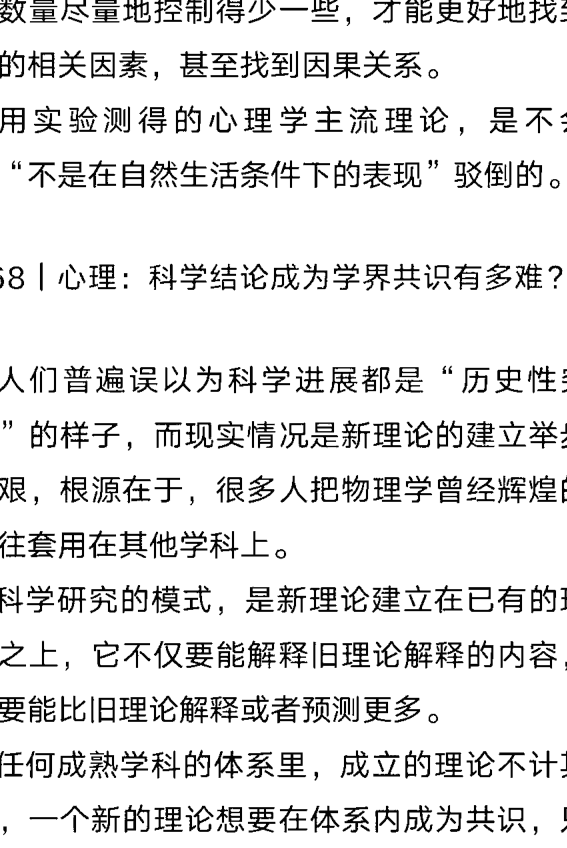 数量尽量地控制得少一些，才能更好地找到
的相关因素，甚至找到因果关系。
用实验测得的心理学主流理论，是不会
“不是在自然生活条件下的表现”驳倒的。
68｜心理：科学结论成为学界共识有多难？
人们普遍误以为科学进展都是“历史性突
”的样子，而现实情况是新理论的建立举步
艰，根源在于，很多人把物理学曾经辉煌的
往套用在其他学科上。
科学研究的模式，是新理论建立在已有的理
之上，它不仅要能解释旧理论解释的内容，
要能比旧理论解释或者预测更多。
任何成熟学科的体系里，成立的理论不计其
，一个新的理论想要在体系内成为共识，只